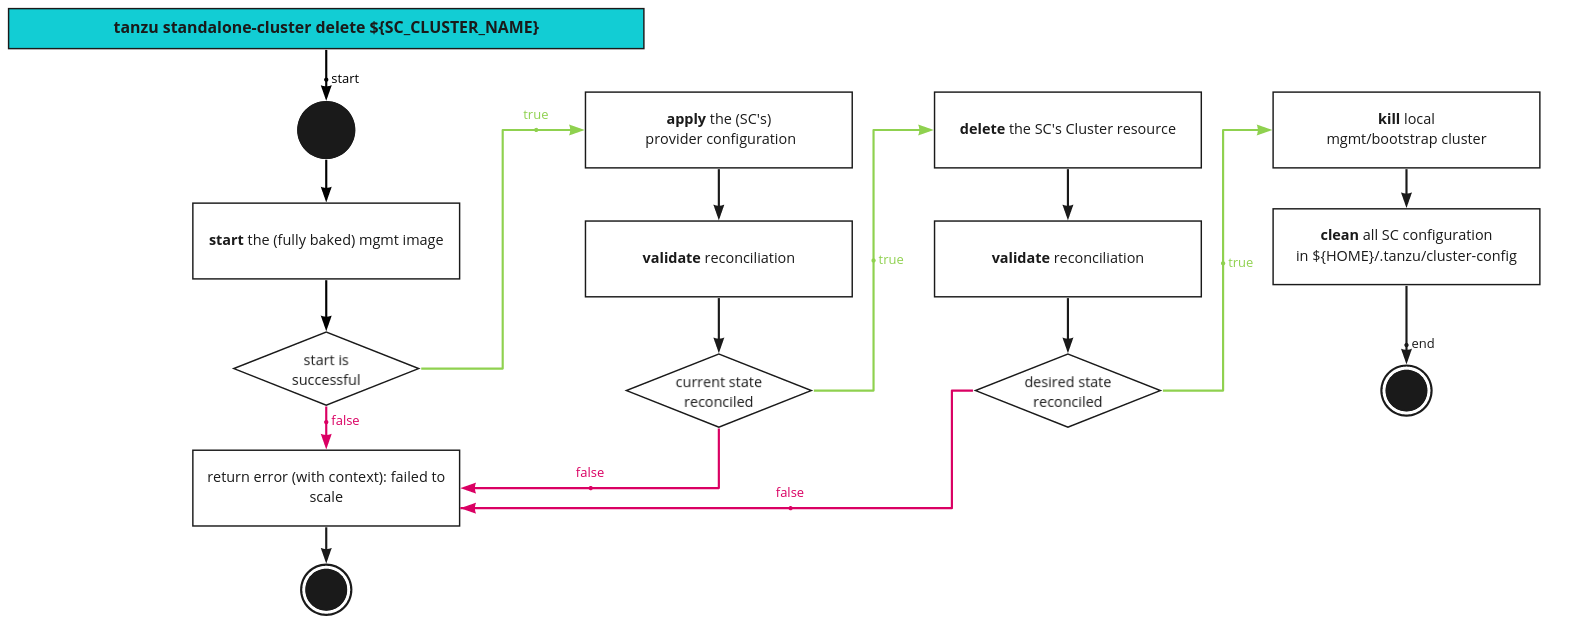 tanzu standalone-cluster delete ${SC_CLUSTER_NAME}
start
start the (fully baked) mgmt image
start is
successful
false
return error (with context): failed to
scale
true
apply the (SC's)
provider configuration
validate reconciliation
current state
reconciled
false
true
delete the SC's Cluster resource
validate reconciliation
desired state
reconciled
false
true
kill local
mgmt/bootstrap cluster
clean all SC configuration
in ${HOME}/.tanzu/cluster-config
end